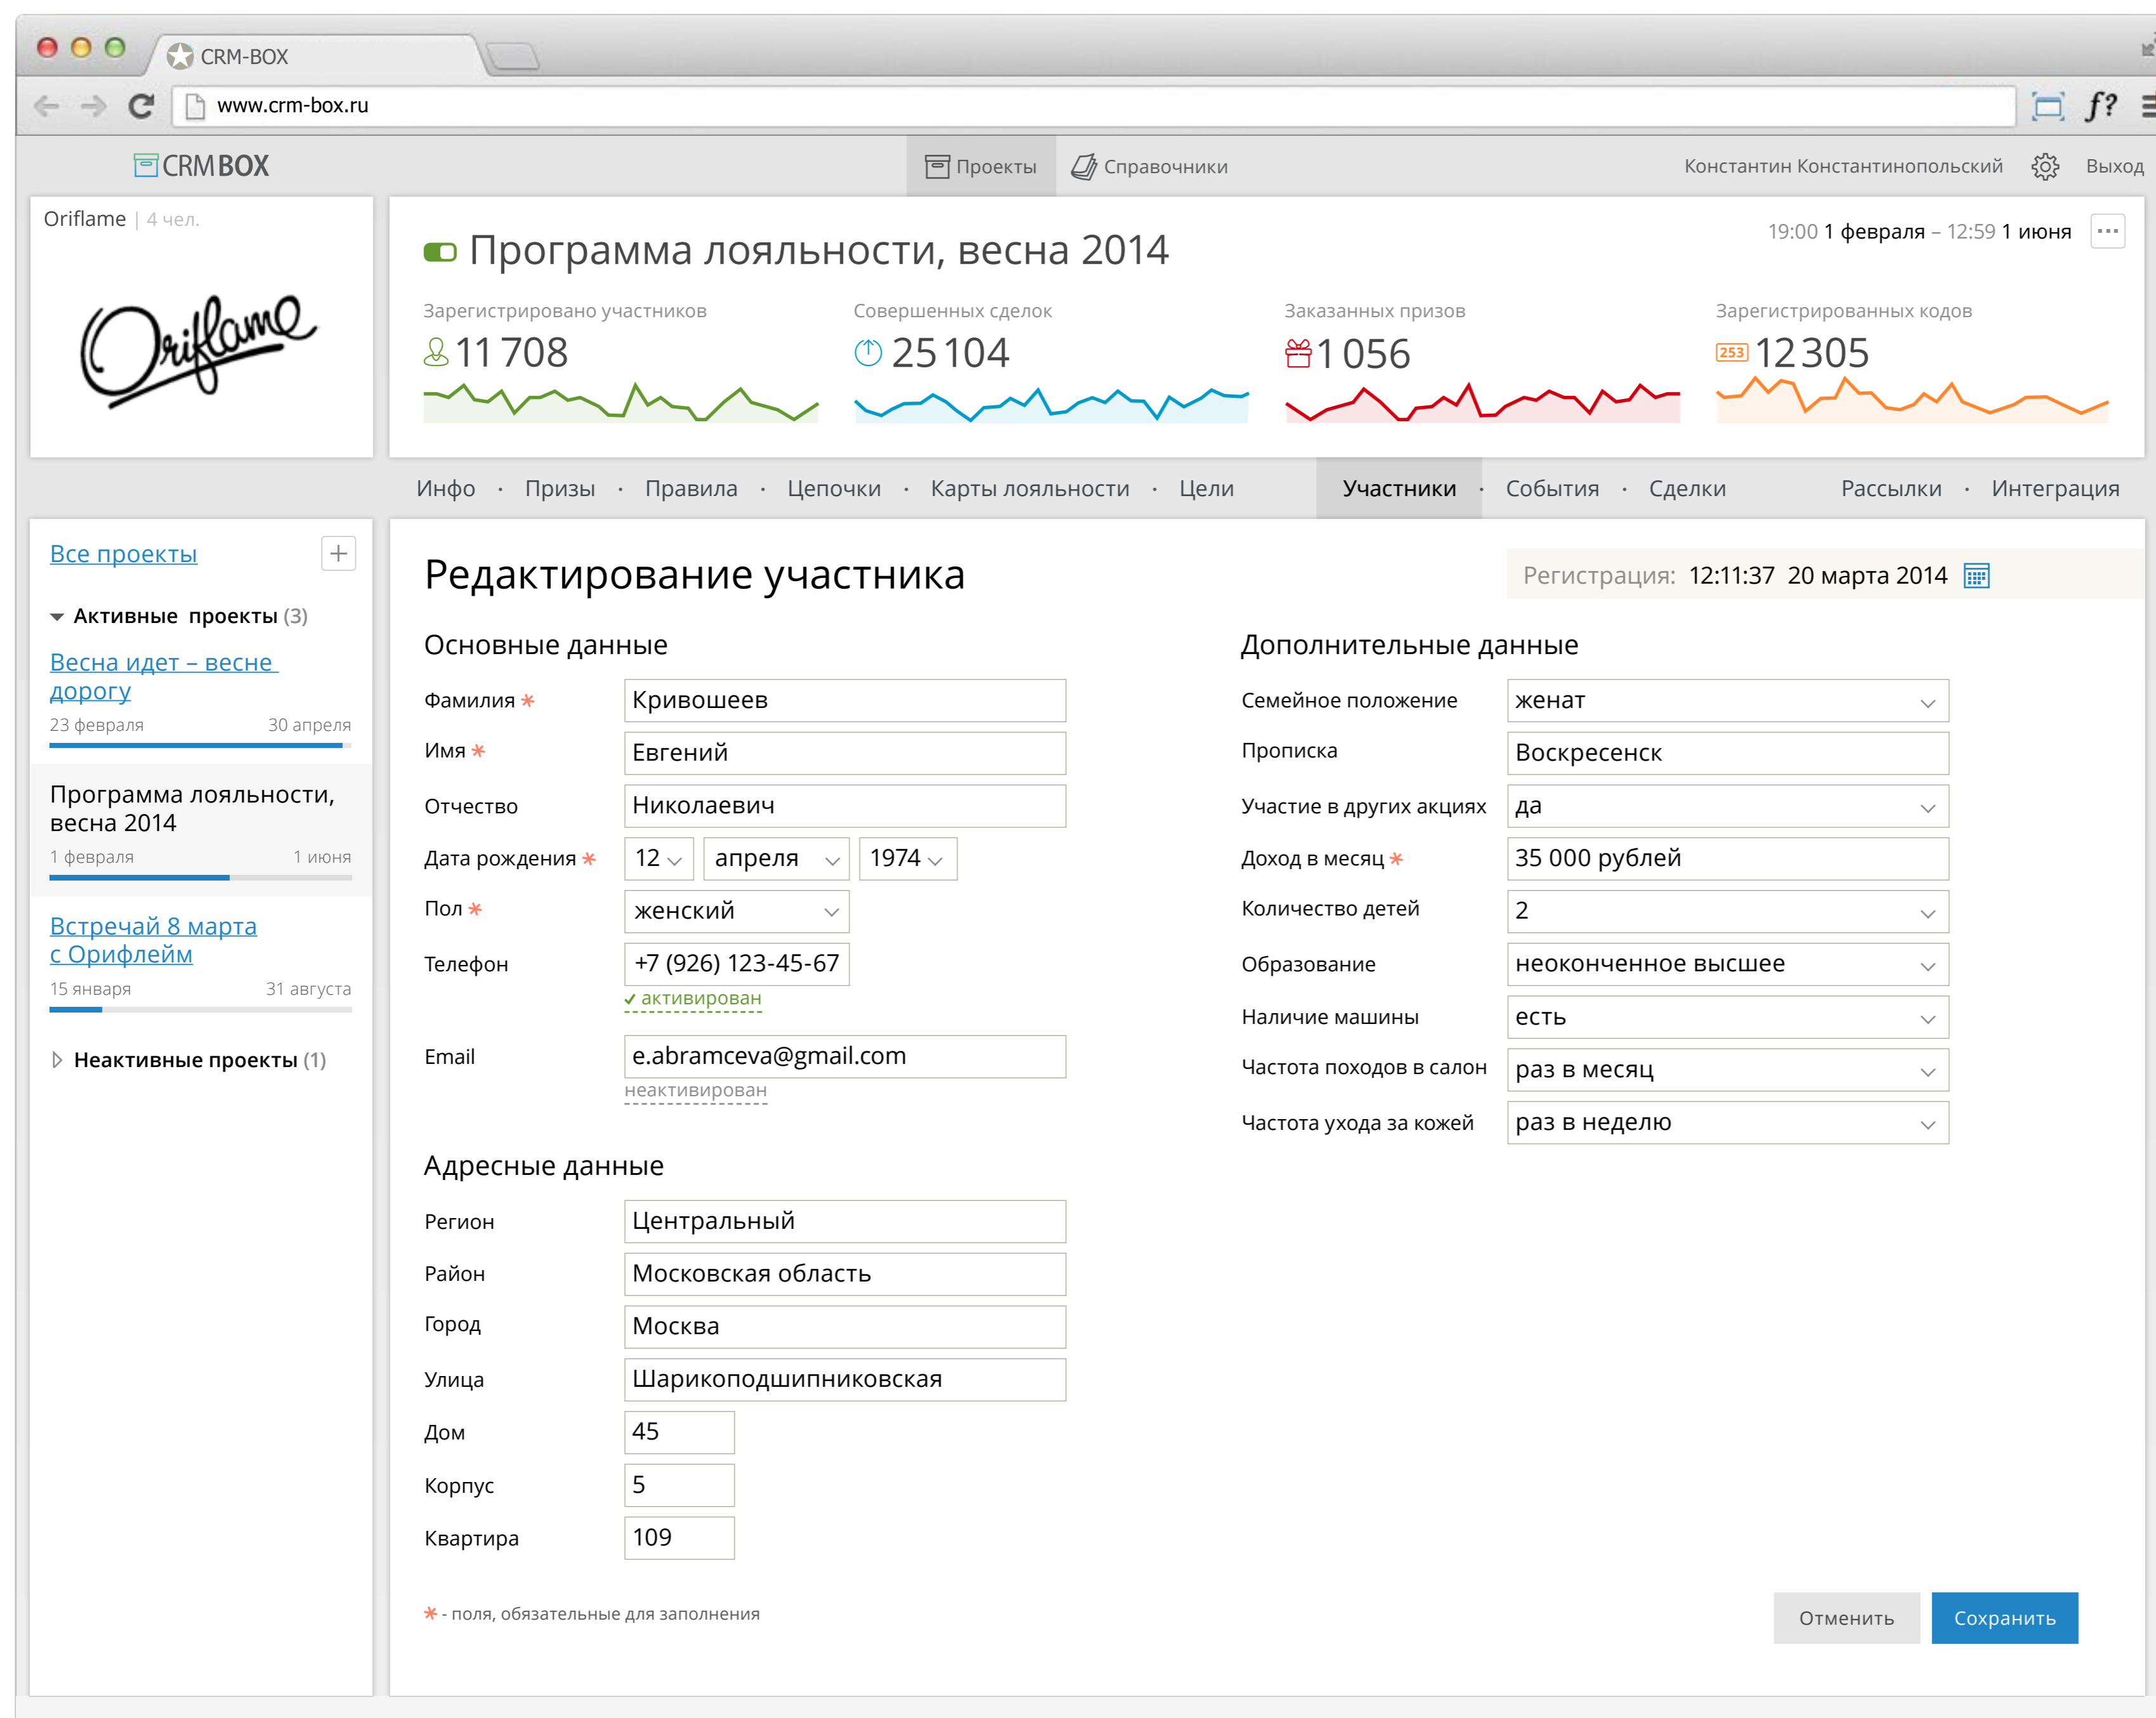 CRM-BOX
www.crm-box.ru
f?
CRMBOX
Проекты
Справочники
Константин Константинопольский
Выход
Oriflame | 4 чел.
Oriflame
Программа лояльности, весна 2014
19:00 1 февраля – 12:59 1 июня
Зарегистрировано участников
11 708
Совершенных сделок
25 104
Заказанных призов
1 056
Зарегистрированных кодов
253 12 305
Инфо · Призы · Правила · Цепочки · Карты лояльности · Цели
Участники · События · Сделки
Рассылки · Интеграция
Все проекты
Активные проекты (3)
Весна идет – весне
дорогу
23 февраля 30 апреля
Программа лояльности,
весна 2014
1 февраля 1 июня
Встречай 8 марта
с Орифлейм
15 января 31 августа
Неактивные проекты (1)
Редактирование участника
Регистрация: 12:11:37 20 марта 2014
Основные данные
Фамилия * Кривошеев
Имя * Евгений
Отчество Николаевич
Дата рождения * 12 апреля 1974
Пол * женский
Телефон +7 (926) 123-45-67
активирован
Email e.abramceva@gmail.com
неактивирован
Адресные данные
Регион Центральный
Район Московская область
Город Москва
Улица Шарикоподшипниковская
Дом 45
Корпус 5
Квартира 109
Дополнительные данные
Семейное положение женат
Прописка Воскресенск
Участие в других акциях да
Доход в месяц * 35 000 рублей
Количество детей 2
Образование неоконченное высшее
Наличие машины есть
Частота походов в салон раз в месяц
Частота ухода за кожей раз в неделю
* - поля, обязательные для заполнения
Отменить
Сохранить